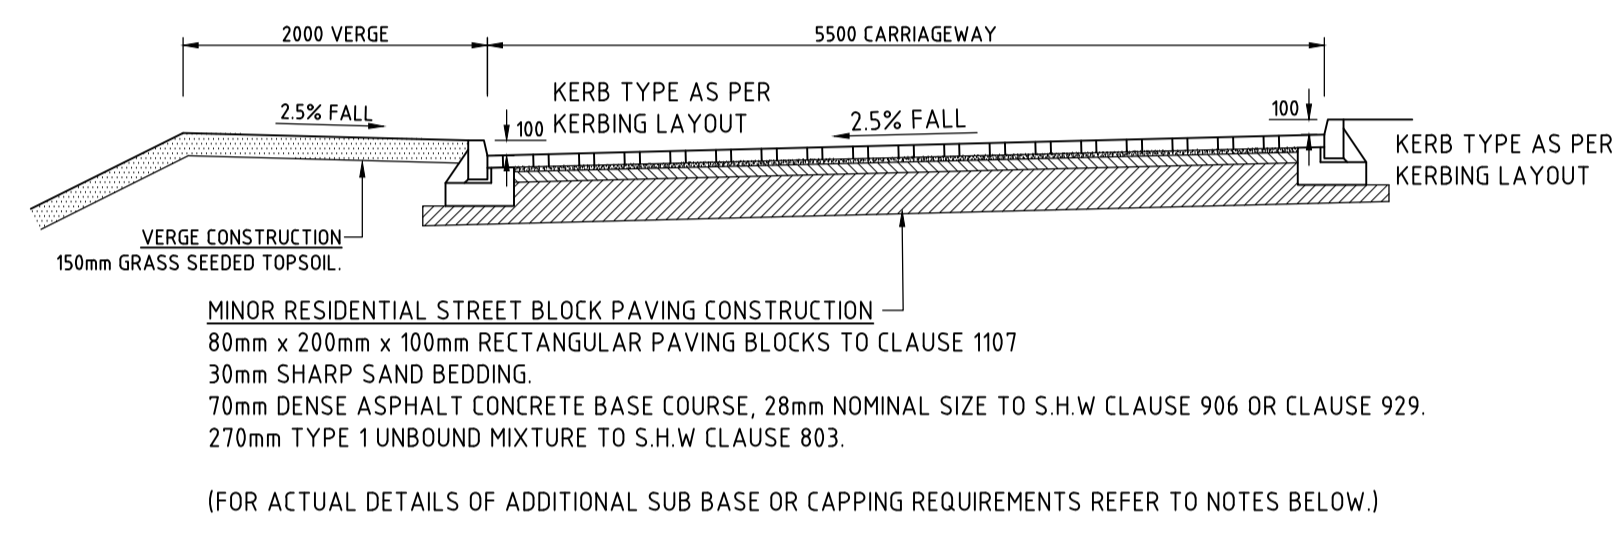 2000 VERGE
5500 CARRIAGEWAY
2.5% FALL
100
KERB TYPE AS PER
KERBING LAYOUT
2.5% FALL
100
KERB TYPE AS PER
KERBING LAYOUT
VERGE CONSTRUCTION
150mm GRASS SEEDED TOPSOIL.
MINOR RESIDENTIAL STREET BLOCK PAVING CONSTRUCTION
80mm x 200mm x 100mm RECTANGULAR PAVING BLOCKS TO CLAUSE 1107
30mm SHARP SAND BEDDING.
70mm DENSE ASPHALT CONCRETE BASE COURSE, 28mm NOMINAL SIZE TO S.H.W CLAUSE 906 OR CLAUSE 929.
270mm TYPE 1 UNBOUND MIXTURE TO S.H.W CLAUSE 803.
(FOR ACTUAL DETAILS OF ADDITIONAL SUB BASE OR CAPPING REQUIREMENTS REFER TO NOTES BELOW.)